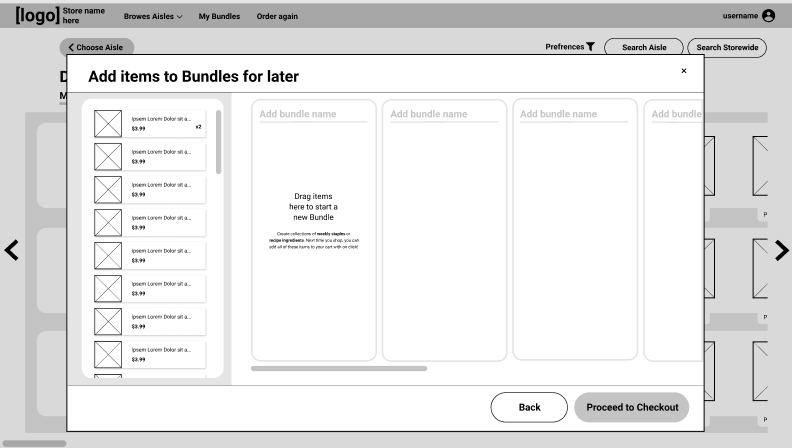 [logo]
Store name
here
Browes Aisles
My Bundles
Order again
username
Choose Aisle
Prefrences
Search Aisle
Search Storewide
D
M
Add items to Bundles for later
×
Ipsem Lorem Dolor sit a...
$3.99
x2
Ipsem Lorem Dolor sit a...
$3.99
Ipsem Lorem Dolor sit a...
$3.99
Ipsem Lorem Dolor sit a...
$3.99
Ipsem Lorem Dolor sit a...
$3.99
Ipsem Lorem Dolor sit a...
$3.99
Ipsem Lorem Dolor sit a...
$3.99
Ipsem Lorem Dolor sit a...
$3.99
Add bundle name
Drag items
here to start a
new Bundle
Create collections of weekly staples or
recipe ingredients. Next time you shop, you can
add all of these items to your cart with on click!
Add bundle name
Add bundle name
Add bundle
P
P
P
Back
Proceed to Checkout